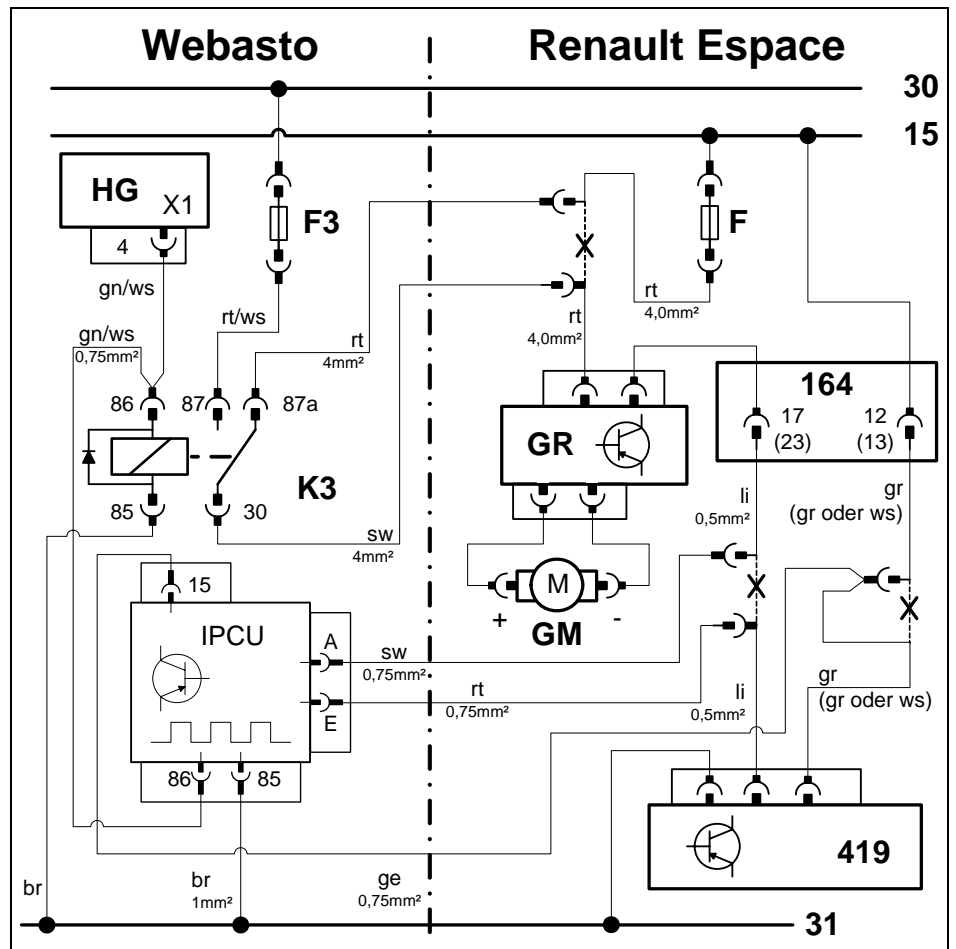 Webasto
Renault Espace
30
15
HG
X1
4
F3
F
gn/ws
gn/ws
0,75mm²
rt/ws
rt
4mm²
rt
4,0mm²
rt
4,0mm²
86
87
87a
85
30
K3
sw
4mm²
164
17
(23)
12
(13)
GR
li
0,5mm²
gr
(gr oder ws)
M
+
-
GM
15
IPCU
A
E
sw
0,75mm²
rt
0,75mm²
li
0,5mm²
gr
(gr oder ws)
86
85
419
br
br
1mm²
ge
0,75mm²
31